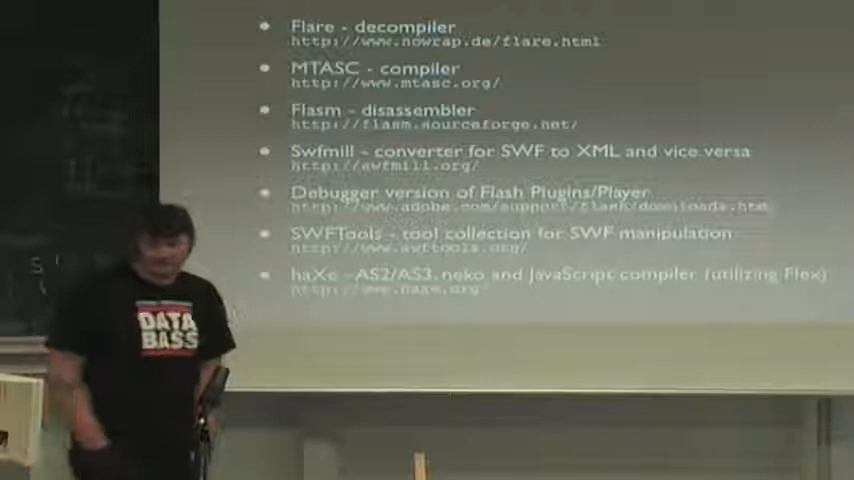 Flare - decompiler
http://www.nowrap.de/flare.html
MTASC - compiler
http://www.mtasc.org/
Flasm - disassembler
http://flasm.sourceforge.net/
Swfmill - converter for SWF to XML and vice versa
http://swfmill.org/
Debugger version of Flash Plugins/Player
http://www.adobe.com/support/flash/downloads.htm
SWFTools - tool collection for SWF manipulation
http://www.swftools.org/
haXe - AS2/AS3, neko and JavaScript compiler (utilizing Flex)
http://www.haxe.org/
DATA
BASS